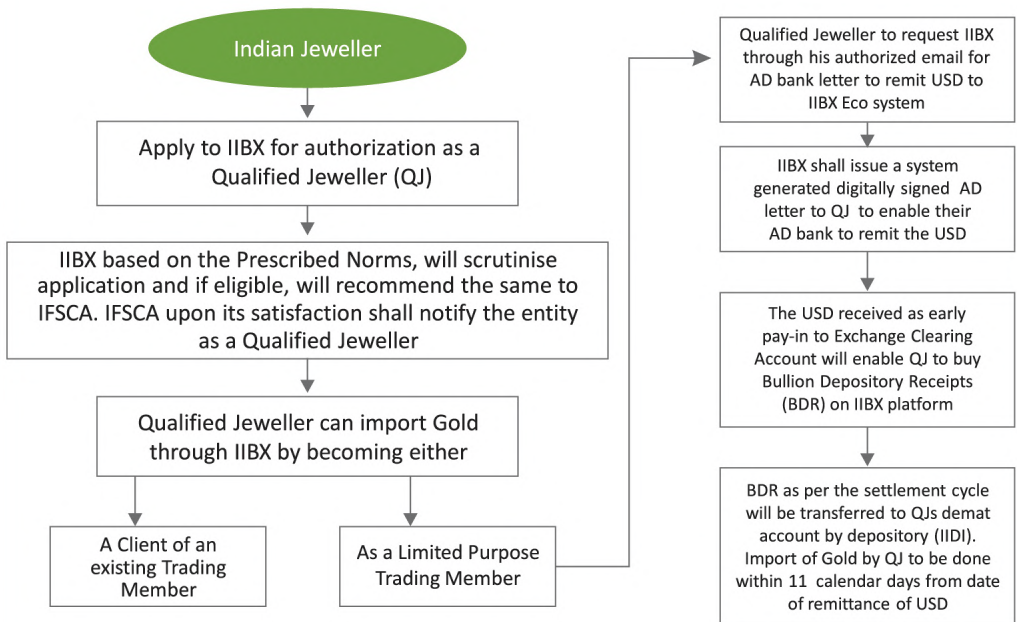 Indian Jeweller
Apply to IIBX for authorization as a
Qualified Jeweller (QJ)
IIBX based on the Prescribed Norms, will scrutinise
application and if eligible, will recommend the same to
IFSCA. IFSCA upon its satisfaction shall notify the entity
as a Qualified Jeweller
Qualified Jeweller can import Gold
through IIBX by becoming either
A Client of an
existing Trading
Member
As a Limited Purpose
Trading Member
Qualified Jeweller to request IIBX
through his authorized email for
AD bank letter to remit USD to
IIBX Eco system
IIBX shall issue a system
generated digitally signed AD
letter to QJ to enable their
AD bank to remit the USD
The USD received as early
pay-in to Exchange Clearing
Account will enable QJ to buy
Bullion Depository Receipts
(BDR) on IIBX platform
BDR as per the settlement cycle
will be transferred to QJs demat
account by depository (IIDI).
Import of Gold by QJ to be done
within 11 calendar days from date
of remittance of USD